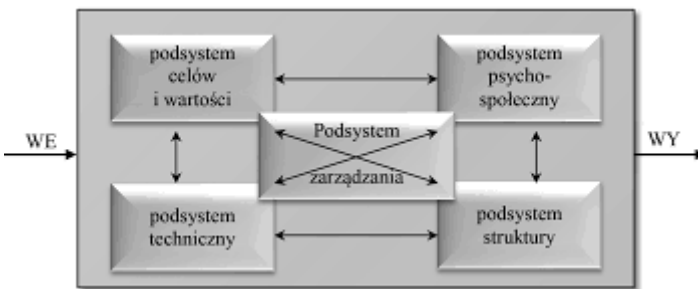 podsystem
celów
i wartości
podsystem
psycho-
społeczny
Podsystem
zarządzania
WE
WY
podsystem
techniczny
podsystem
struktury